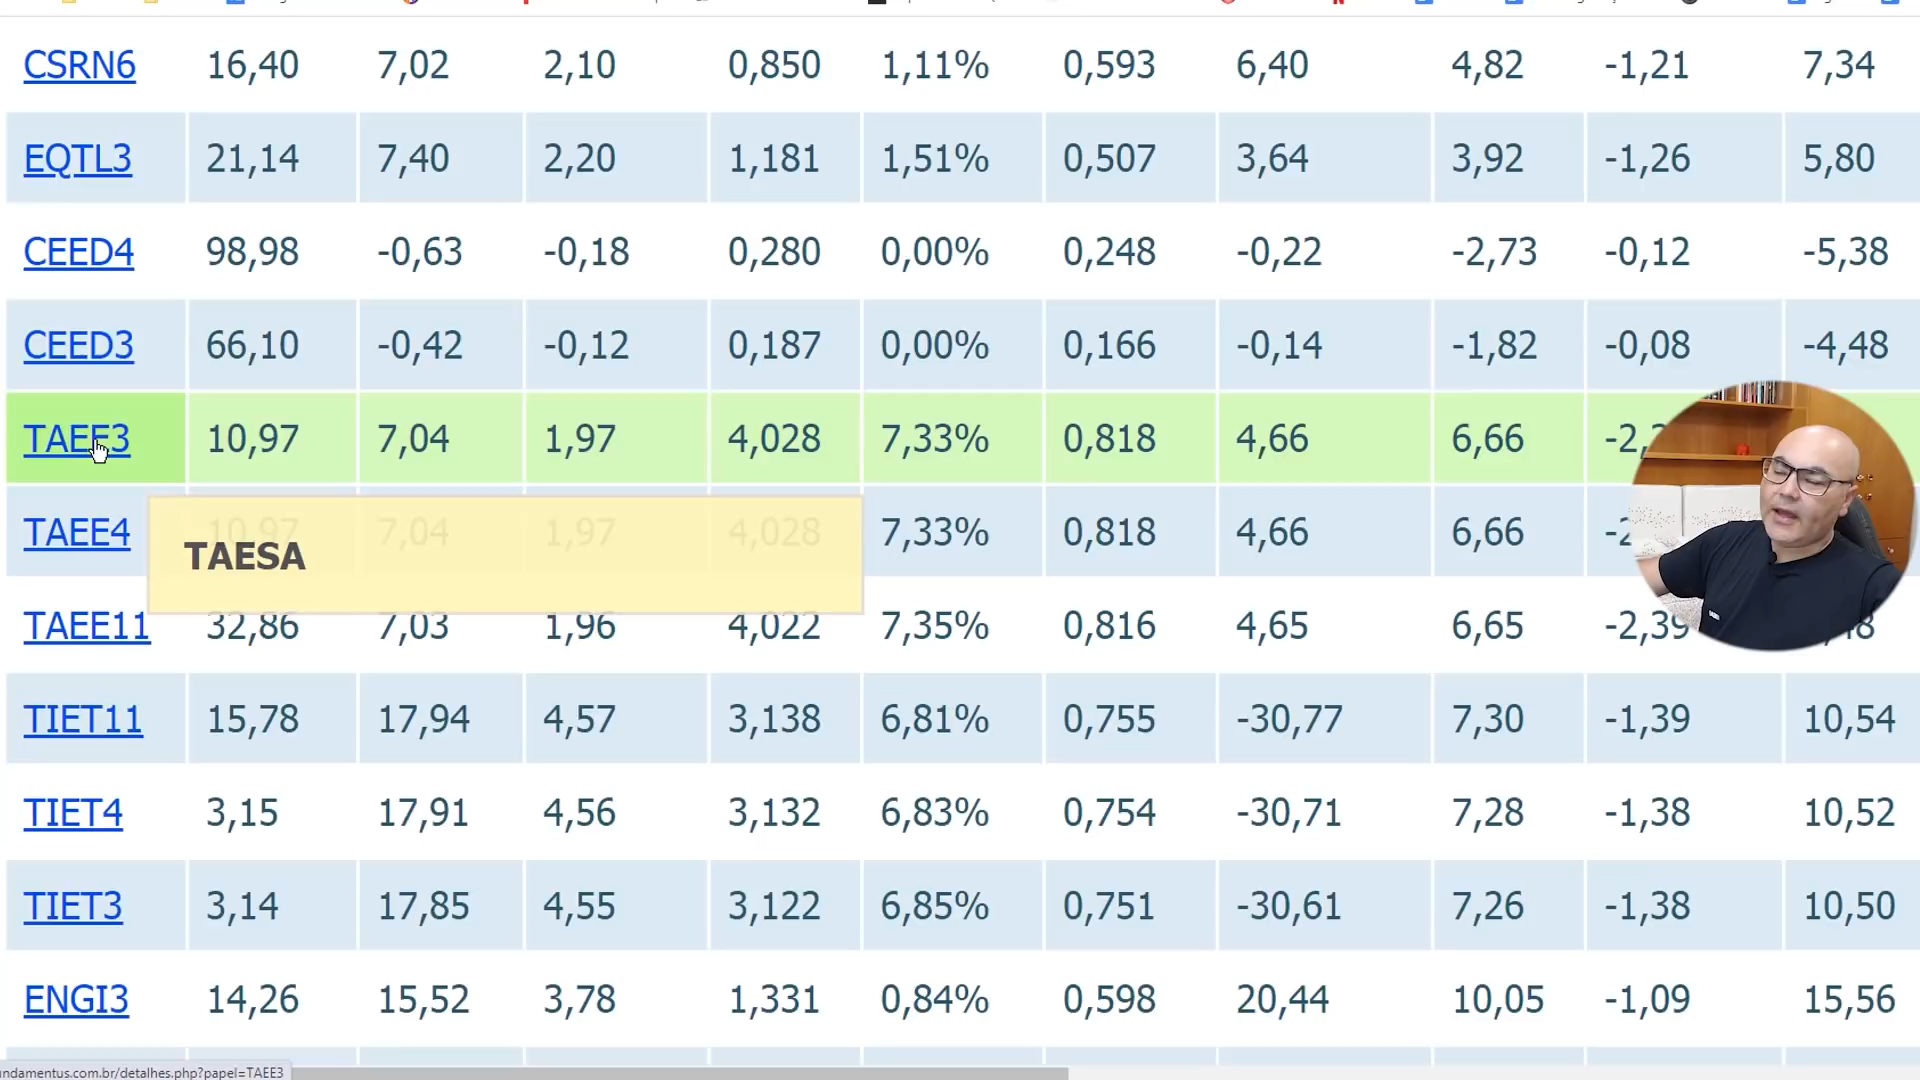 CSRN6 16,40 7,02 2,10 0,850 1,11% 0,593 6,40 4,82 -1,21 7,34
EQTL3 21,14 7,40 2,20 1,181 1,51% 0,507 3,64 3,92 -1,26 5,80
CEED4 98,98 -0,63 -0,18 0,280 0,00% 0,248 -0,22 -2,73 -0,12 -5,38
CEED3 66,10 -0,42 -0,12 0,187 0,00% 0,166 -0,14 -1,82 -0,08 -4,48
TAEE3 10,97 7,04 1,97 4,028 7,33% 0,818 4,66 6,66
TAEE4 10,97 7,04 1,97 4,028 7,33% 0,818 4,66 6,66
TAESA
TAEE11 32,86 7,03 1,96 4,022 7,35% 0,816 4,65 6,65 -2,39
TIET11 15,78 17,94 4,57 3,138 6,81% 0,755 -30,77 7,30 -1,39 10,54
TIET4 3,15 17,91 4,56 3,132 6,83% 0,754 -30,71 7,28 -1,38 10,52
TIET3 3,14 17,85 4,55 3,122 6,85% 0,751 -30,61 7,26 -1,38 10,50
ENGI3 14,26 15,52 3,78 1,331 0,84% 0,598 20,44 10,05 -1,09 15,56
undamentus.com.br/detalhes.php?papel=TAEE3